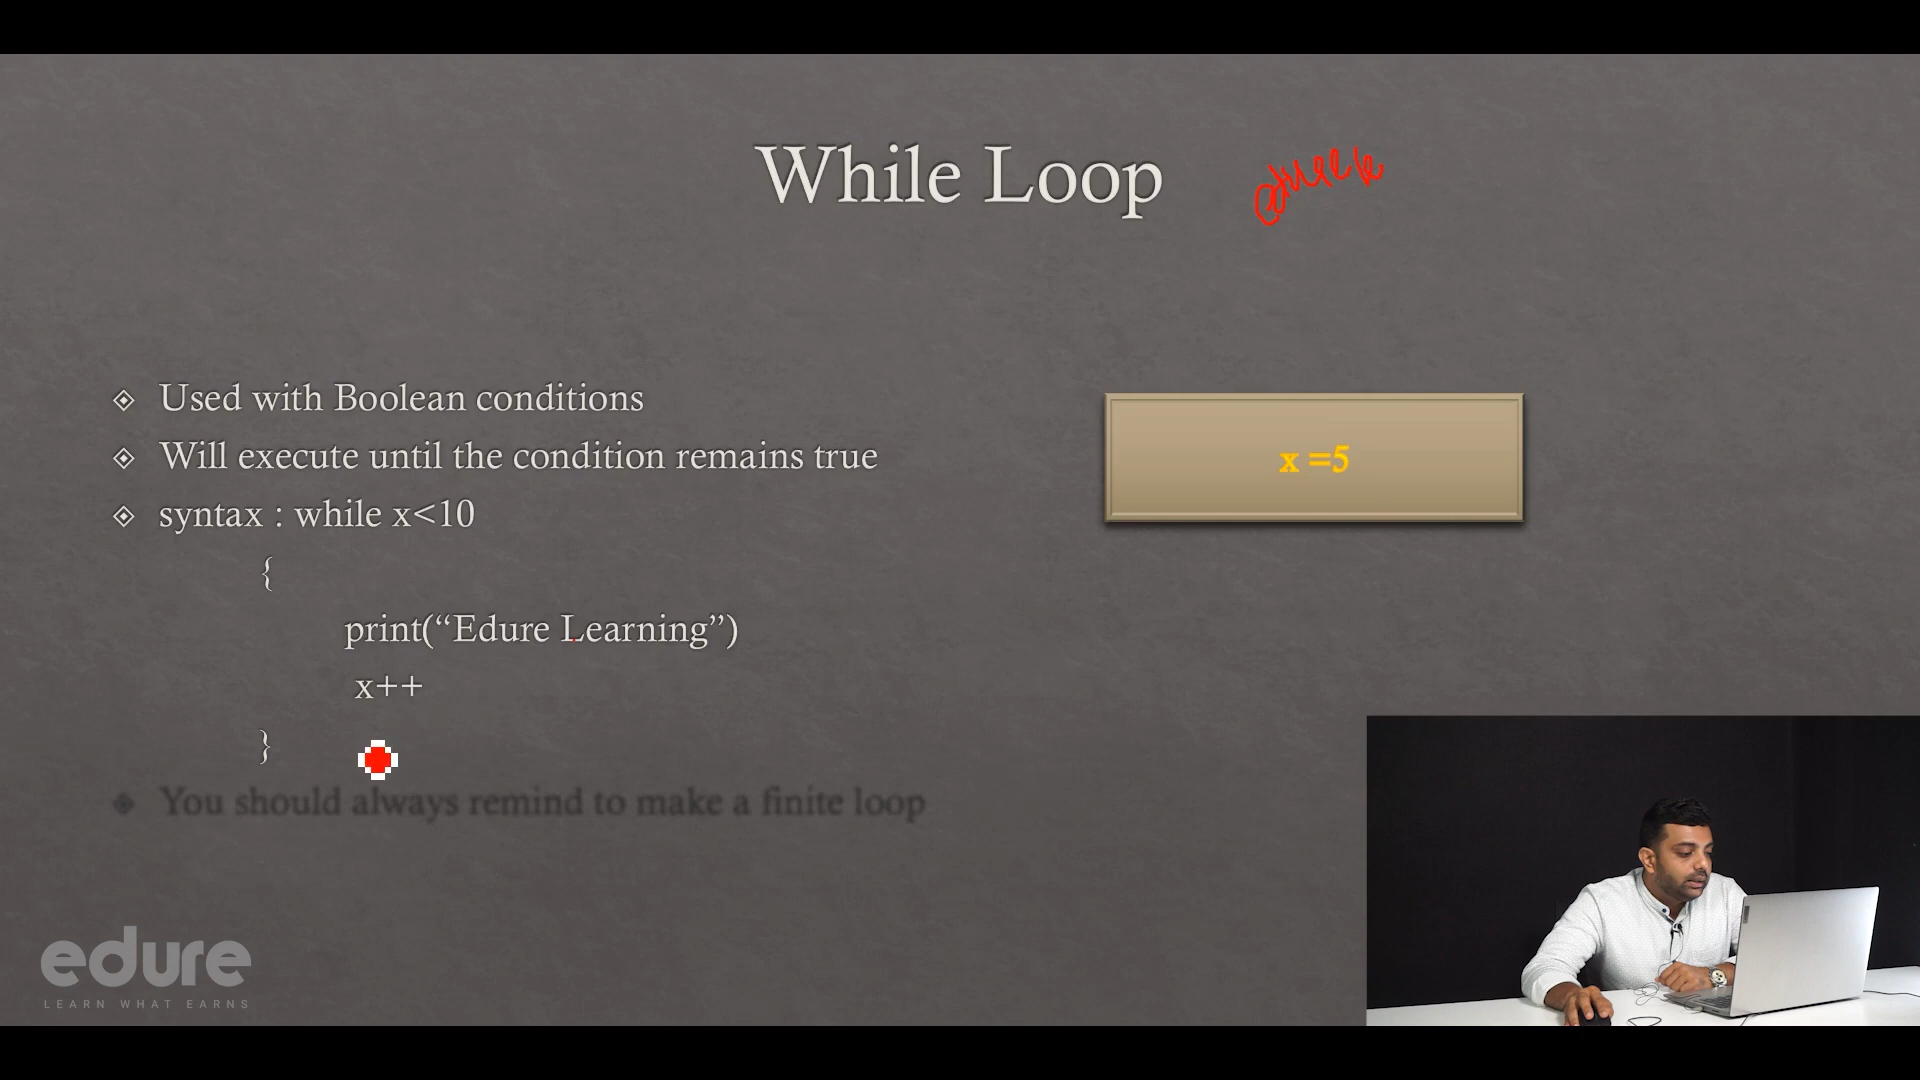 While Loop
Used with Boolean conditions
Will execute until the condition remains true
syntax : while x<10
{
print(“Edure Learning”)
x++
}
You should always remind to make a finite loop
x =5
edure
LEARN WHAT EARNS